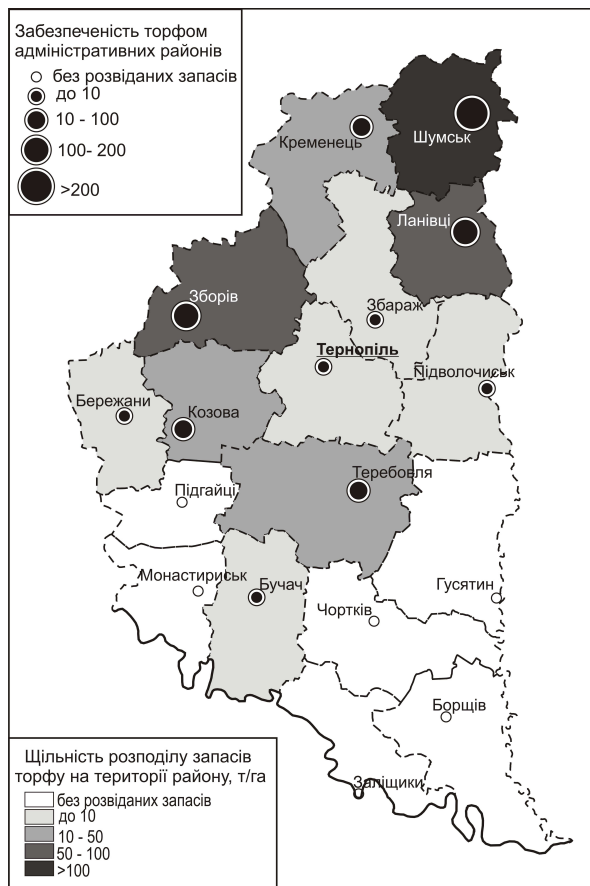 Забезпеченість торфом
адміністративних районів
без розвіданих запасів
до 10
10 - 100
100- 200
>200
Кременець
Шумськ
Ланівці
Зборів
Збараж
Тернопіль
Ñідволочиськ
Бережани
Козова
Теребовля
Підгайці
Монастириськ
Бучач
Гусятин
Чортків
Борщів
Заліщики
Щільність розподілу запасів
торфу на території району, т/га
без розвіданих запасів
до 10
10 - 50
50 - 100
>100